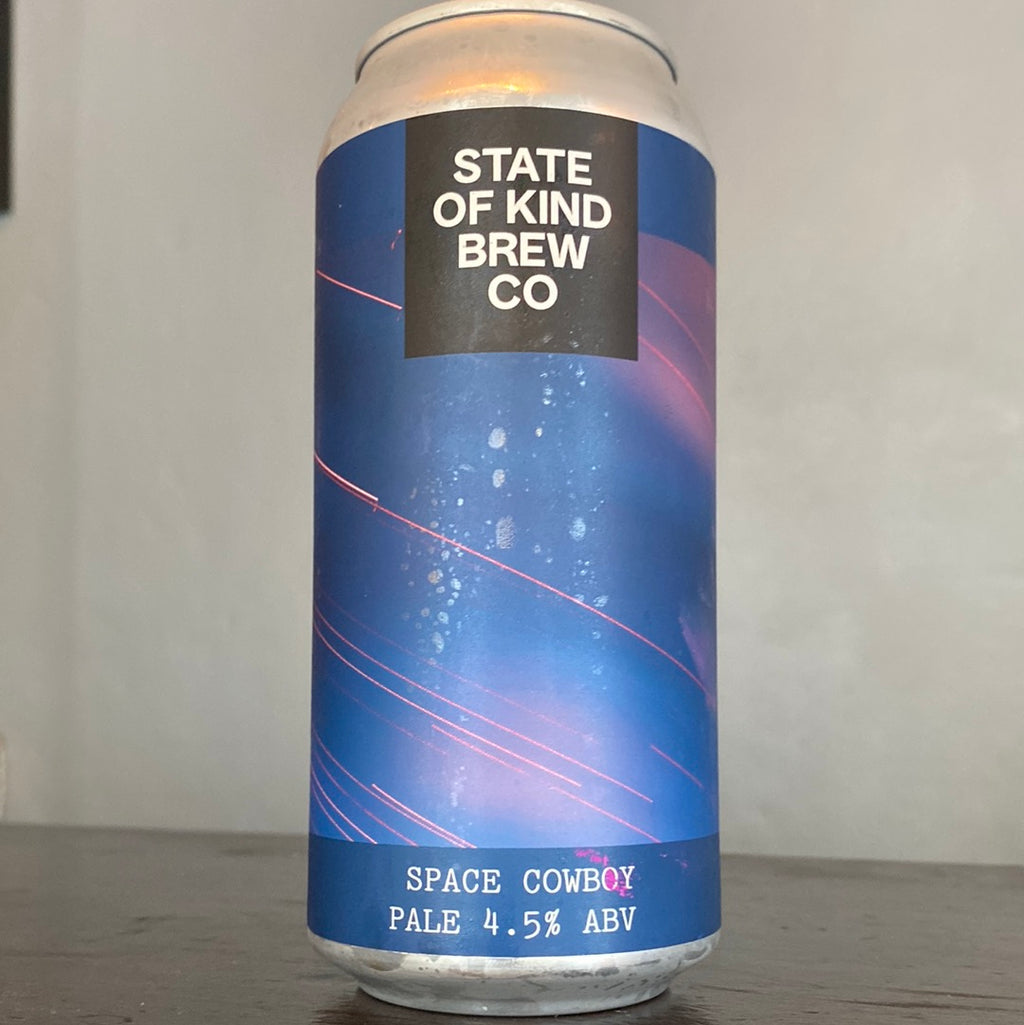 STATE
OF KIND
BREW
CO
SPACE COWBOY
PALE 4.5% ABV